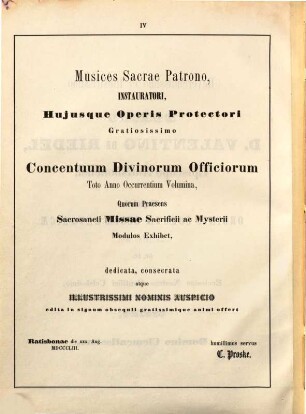 IV
Musices Sacrae Patrono,
INSTAURATORI,
Hujusque Operis Protectori
Gratiosissimo
Concentuum Divinorum Officiorum
Toto Anno Occurrentium Volumina,
Quorum Praesens
Sacrosancti Missae Sacrificii ac Mysterii
Modulos Exhibet,
dedicata, consecrata
atque
ILLUSTRISSIMI NOMINIS AUSPICIO
edita in signum obsequii gratissimique animi offert
Ratisbonae die Aug.
MDCCCLIII.
humillimus servus
C. Proske.